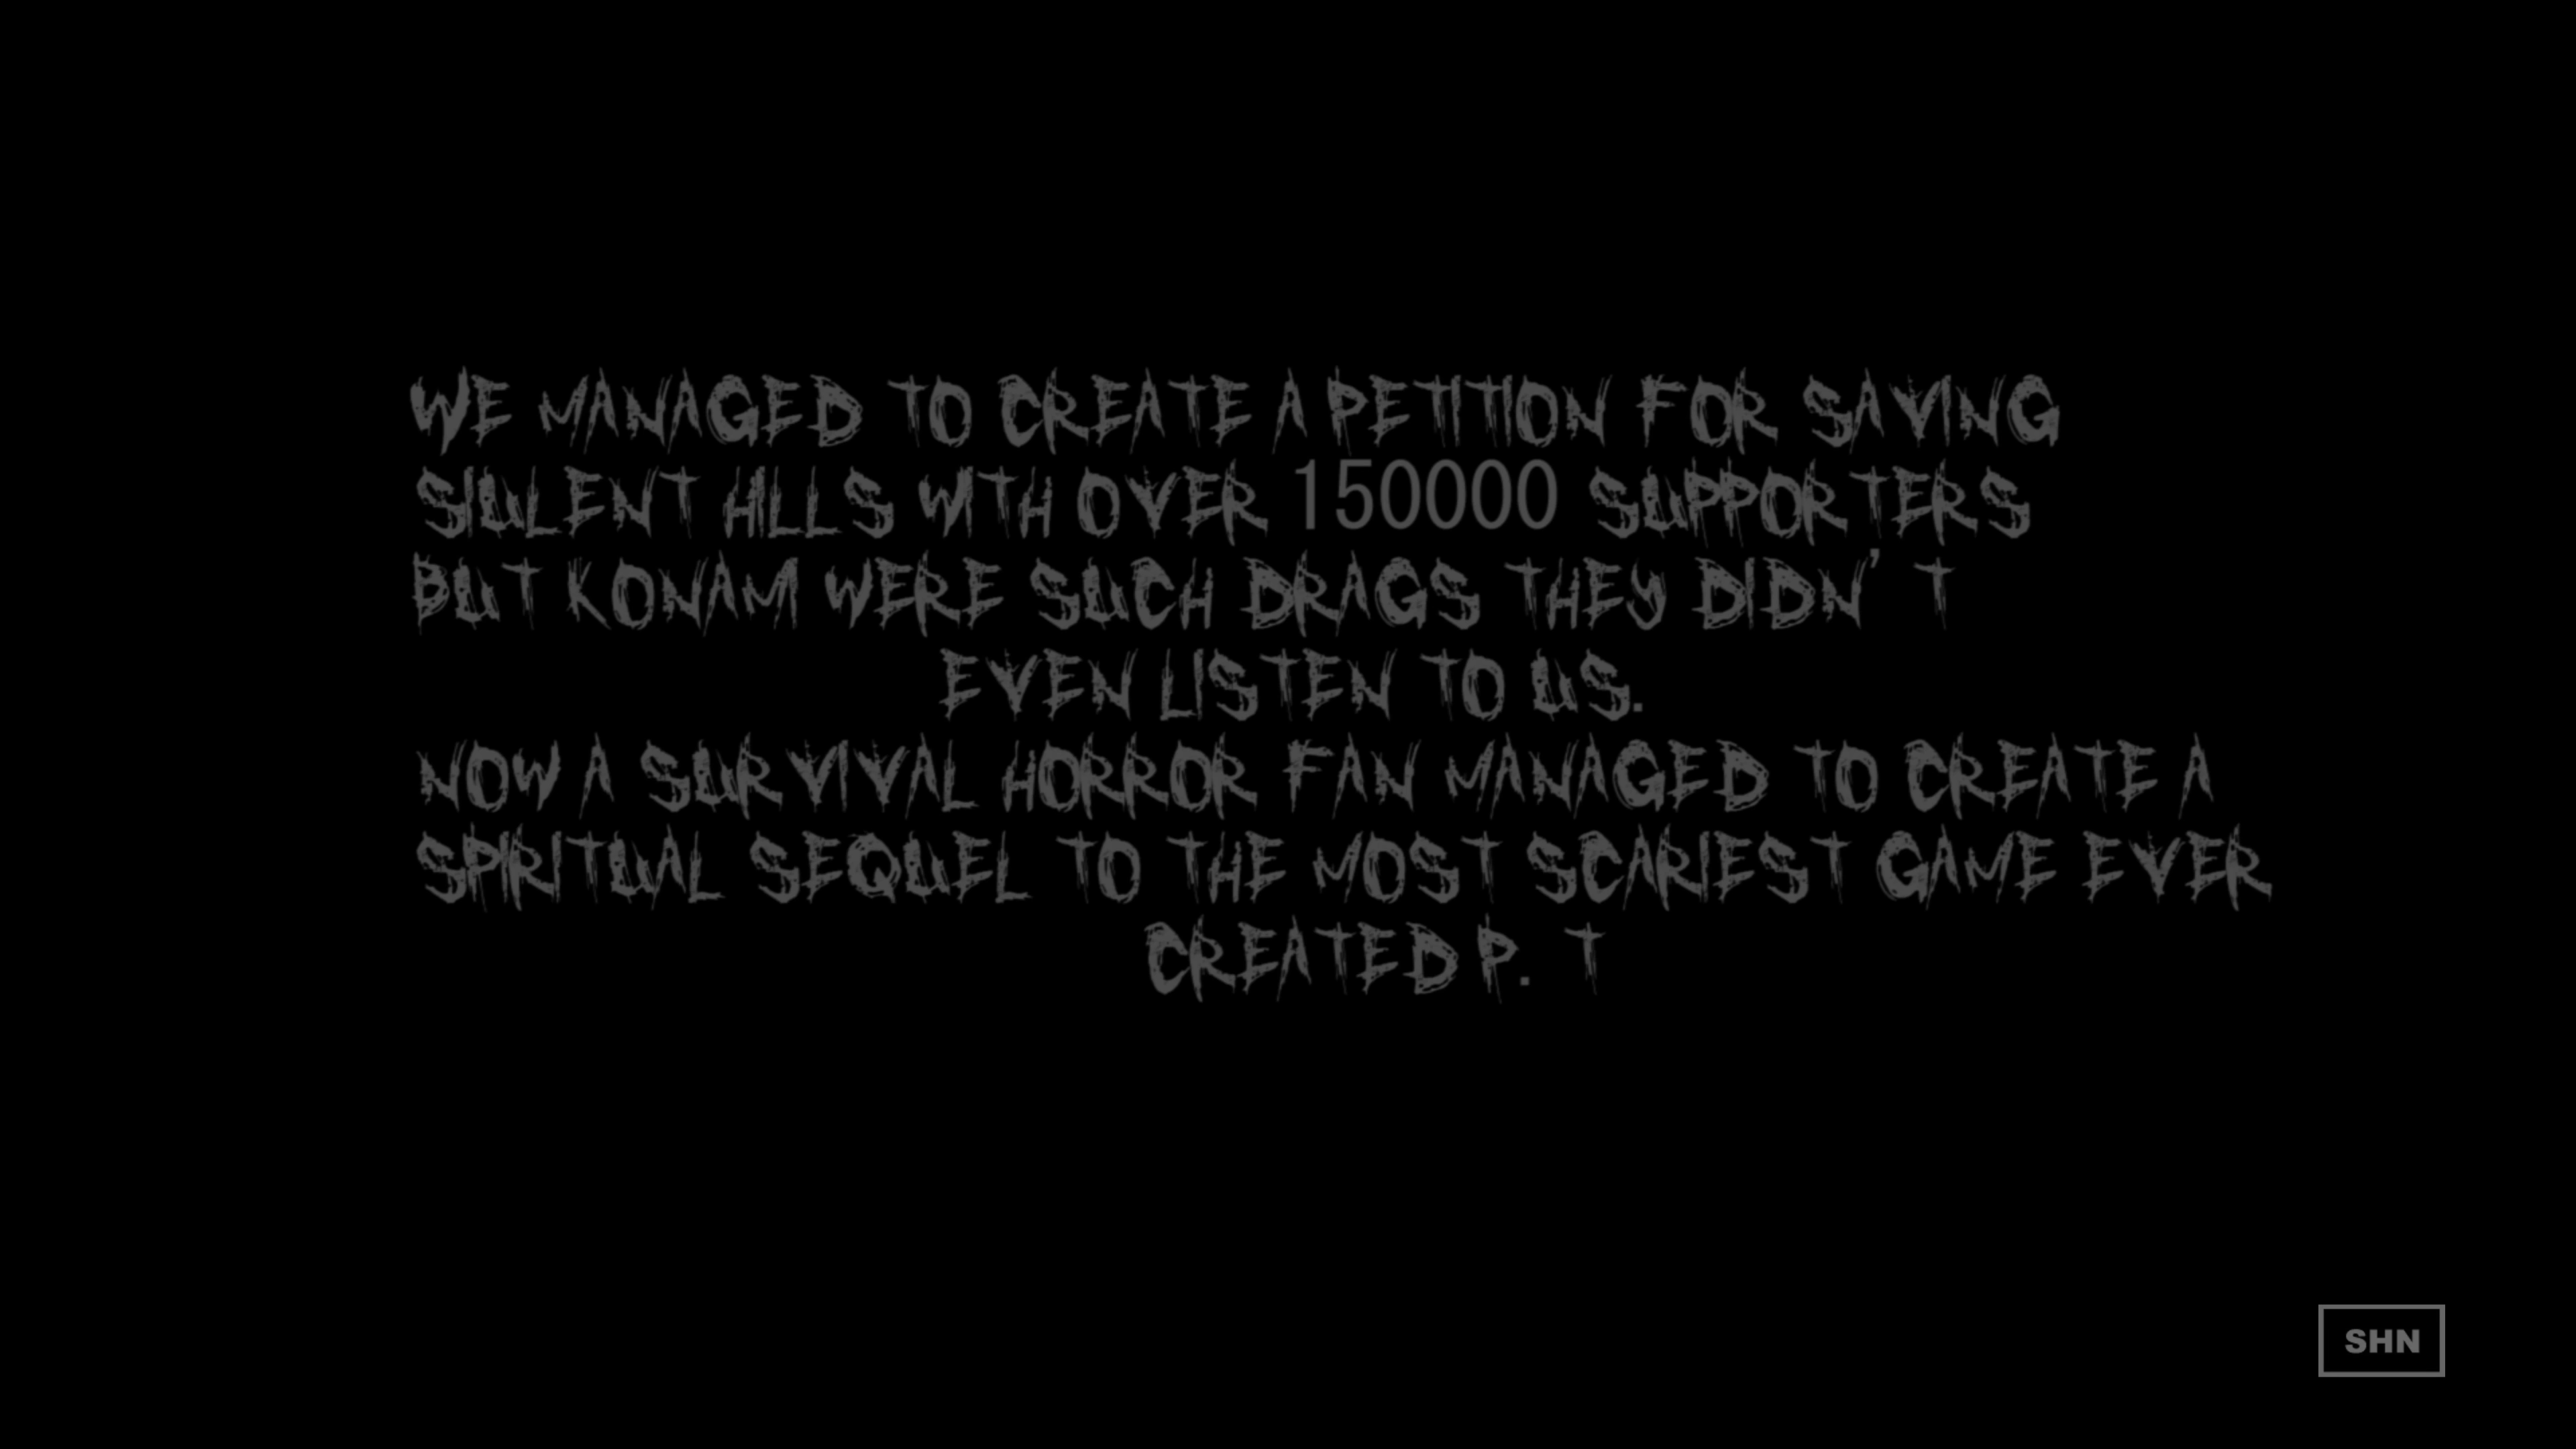 WE MANAGED TO CREATE A PETITION FOR SAVING
SIULENT HILLS WITH OVER 150000 SUPPORTERS
BUT KONAMI WERE SUCH DRAGS THEY DIDN'T
EVEN LISTEN TO US.
NOW A SURVIVAL HORROR FAN MANAGED TO CREATE A
SPIRITUAL SEQUEL TO THE MOST SCARIEST GAME EVER
CREATED P. T
SHN